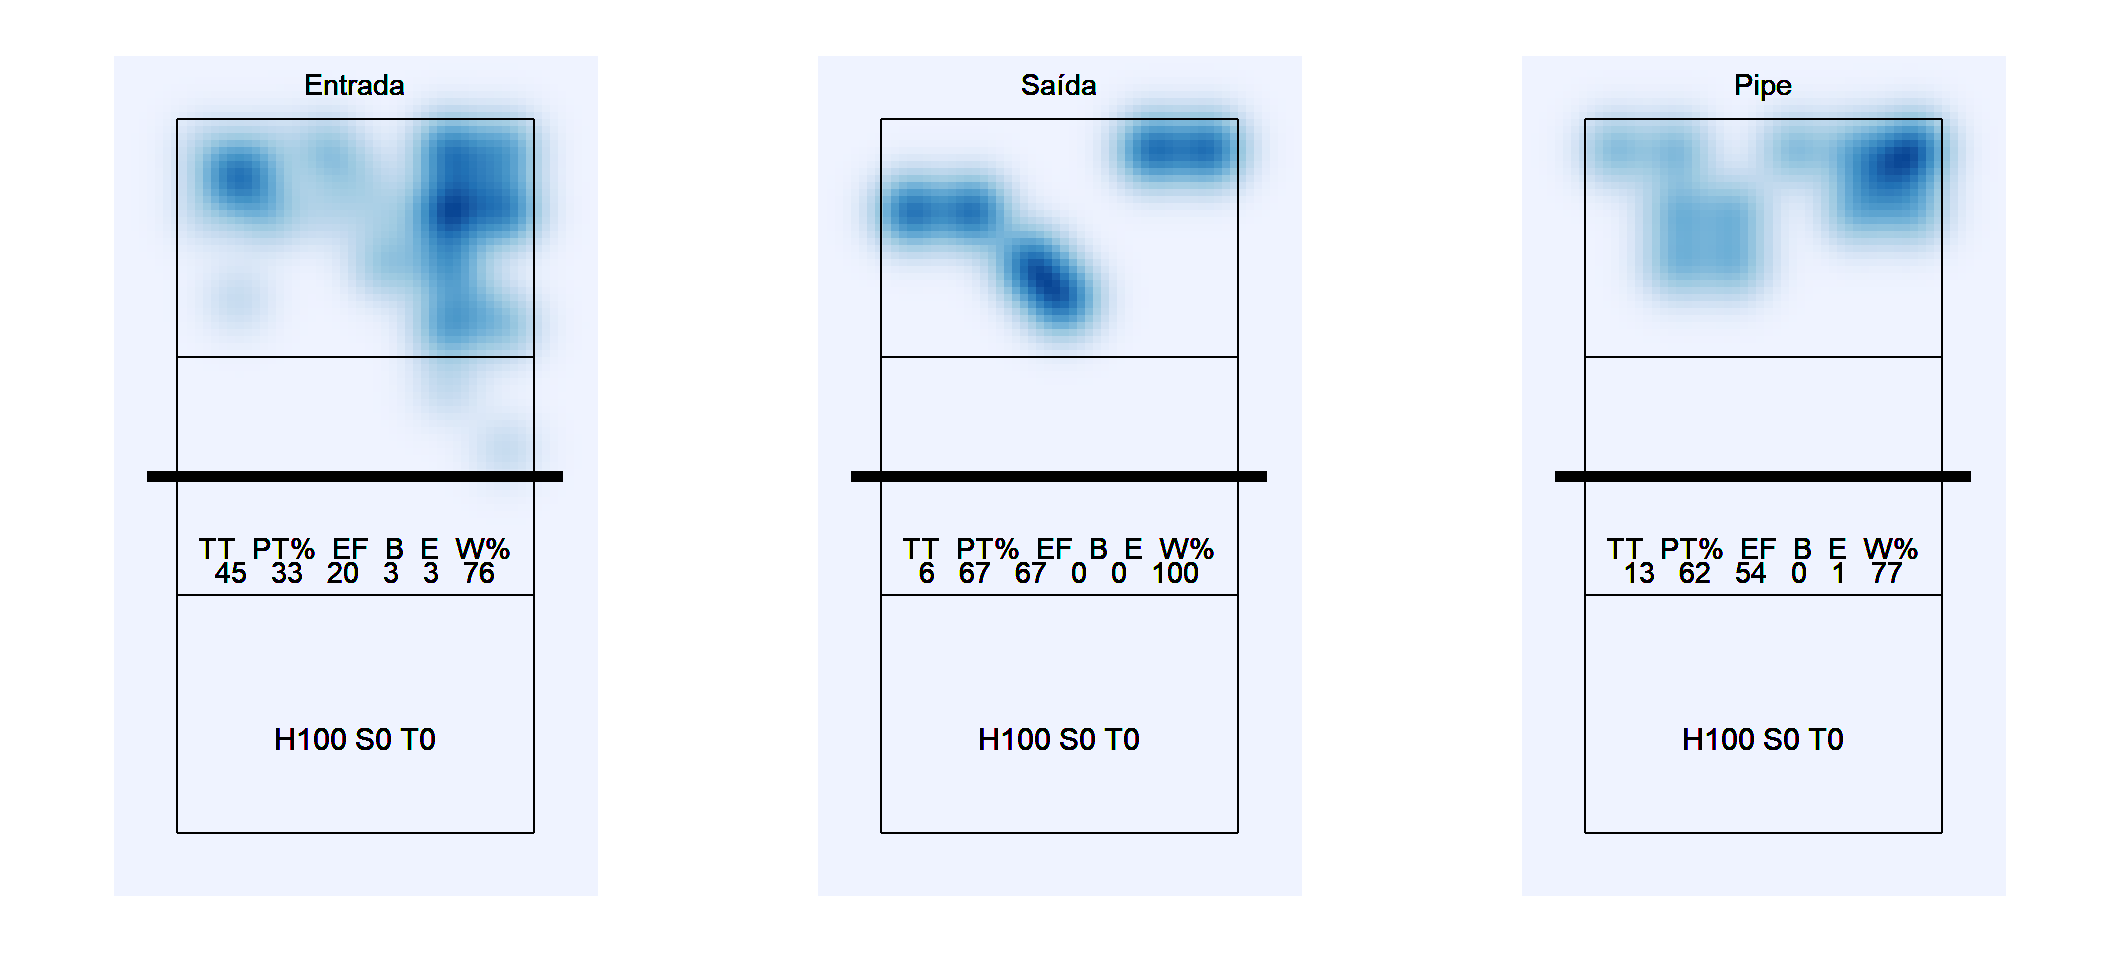 Entrada
TT PT% EF B E W%
45 33 20 3 3 76
H100 S0 T0
Saída
TT PT% EF B E W%
6 67 67 0 0 100
H100 S0 T0
Pipe
TT PT% EF B E W%
13 62 54 0 1 77
H100 S0 T0